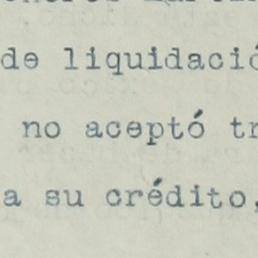 de liquidació
no aceptó tr
a su crédito,